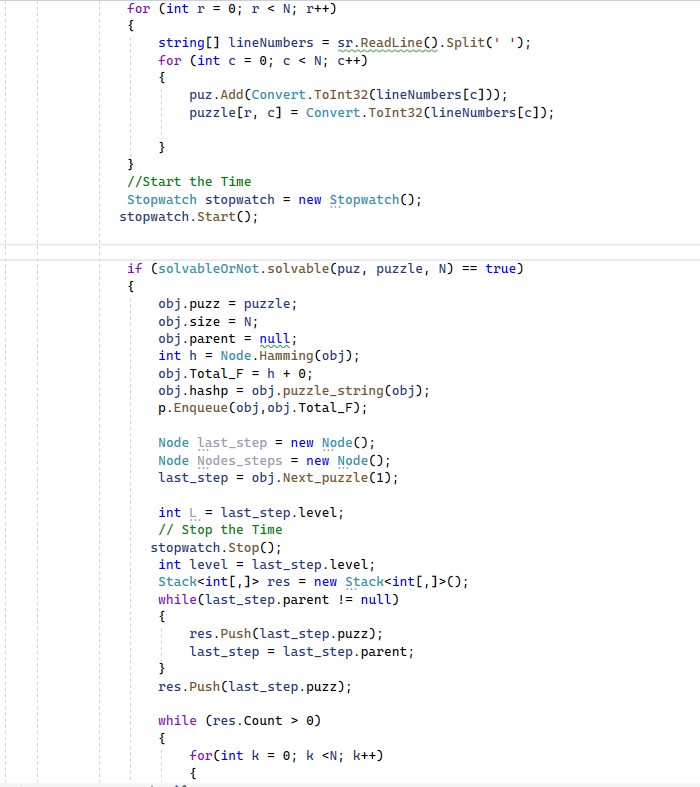 for (int r = 0; r < N; r++)
{
string[] lineNumbers = sr.ReadLine().Split(' ');
for (int c = 0; c < N; c++)
{
puz.Add(Convert.ToInt32(lineNumbers[c]));
puzzle[r, c] = Convert.ToInt32(lineNumbers[c]);
}
}
//Start the Time
Stopwatch stopwatch = new Stopwatch();
stopwatch.Start();
if (solvableOrNot.solvable(puz, puzzle, N) == true)
{
obj.puzz = puzzle;
obj.size = N;
obj.parent = null;
int h = Node.Hamming(obj);
obj.Total_F = h + 0;
obj.hashp = obj.puzzle_string(obj);
p.Enqueue(obj,obj.Total_F);
Node last_step = new Node();
Node Nodes_steps = new Node();
last_step = obj.Next_puzzle(1);
int L = last_step.level;
// Stop the Time
stopwatch.Stop();
int level = last_step.level;
Stack<int[,]> res = new Stack<int[,]>();
while(last_step.parent != null)
{
res.Push(last_step.puzz);
last_step = last_step.parent;
}
res.Push(last_step.puzz);
while (res.Count > 0)
{
for(int k = 0; k <N; k++)
{